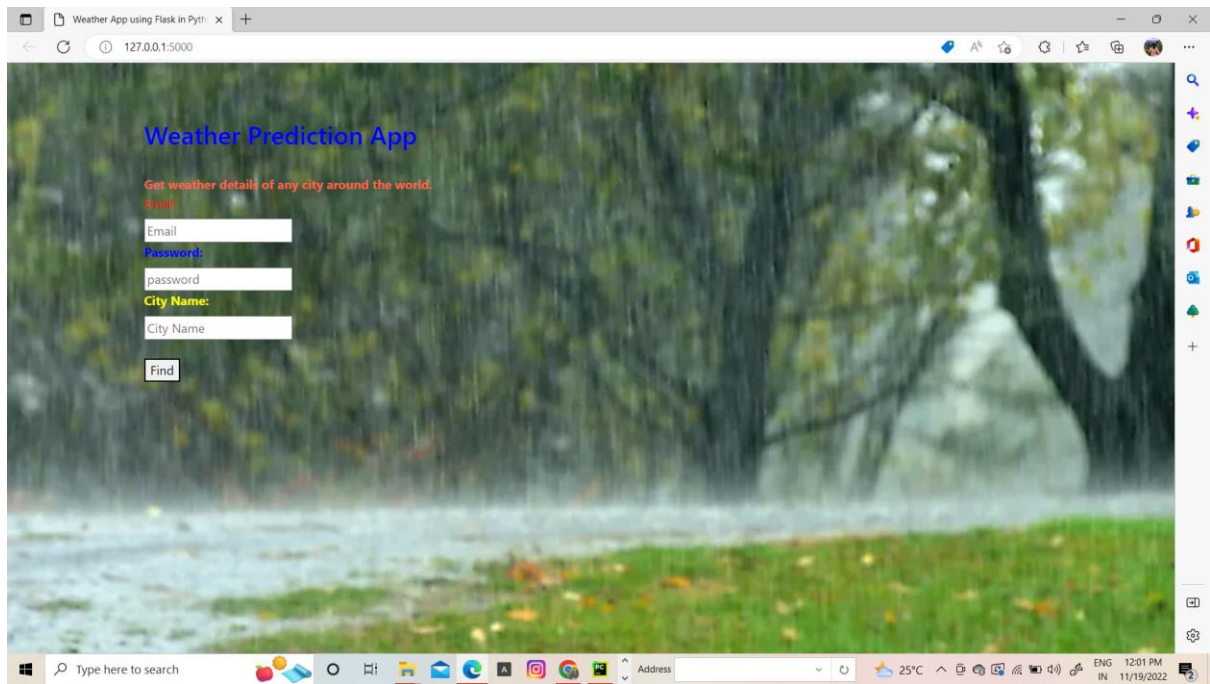 Weather App using Flask in Pyth
127.0.0.1:5000
Weather Prediction App
Get weather details of any city around the world.
Email:
Email
Password:
password
City Name:
City Name
Find
Type here to search
Address
25°C
ENG
IN
12:01 PM
11/19/2022
2